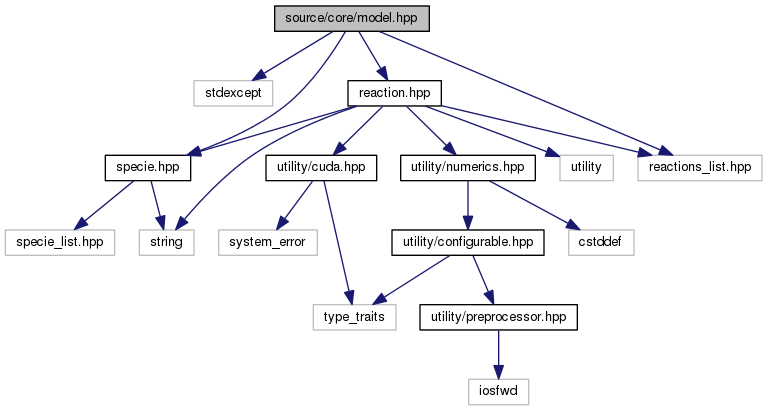 source/core/model.hpp
stdexcept
reaction.hpp
specie.hpp
utility/cuda.hpp
utility/numerics.hpp
utility
reactions_list.hpp
specie_list.hpp
string
system_error
utility/configurable.hpp
cstddef
type_traits
utility/preprocessor.hpp
iosfwd